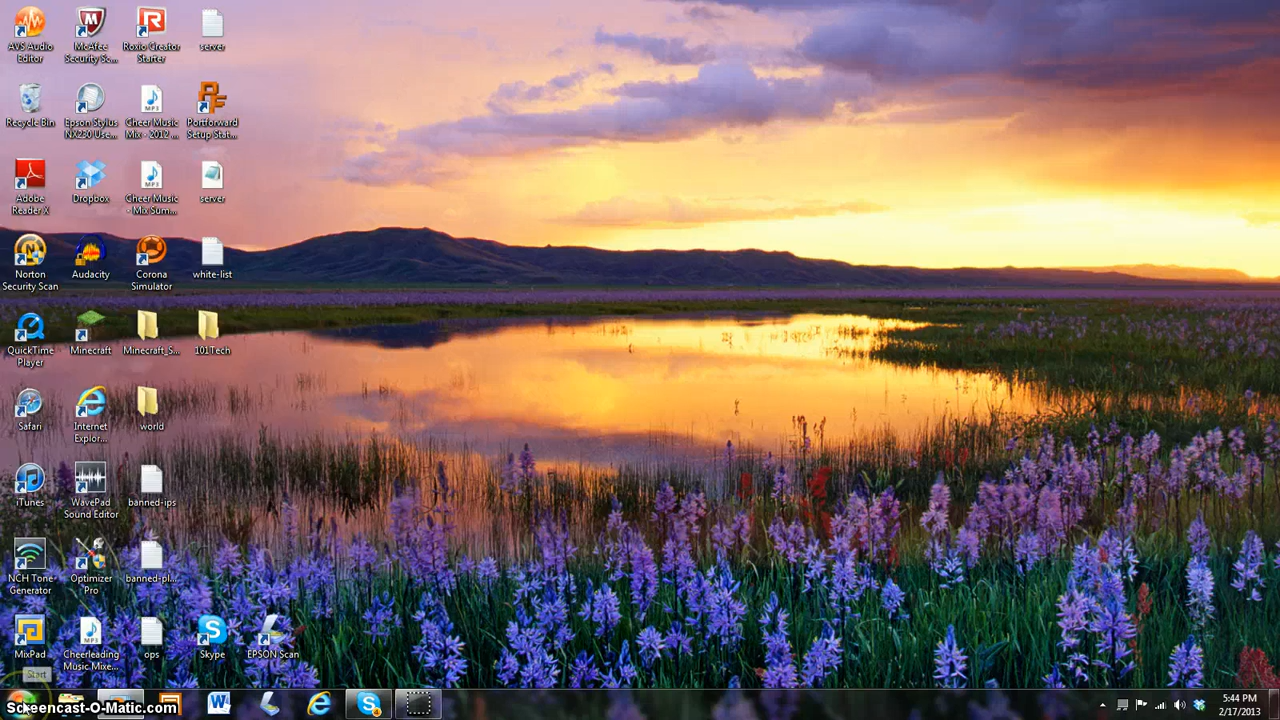 AVS Audio
Editor
McAfee
Security Sc...
Roxio Creator
Starter
server
Recycle Bin
Epson Stylus
NX230 Use...
Cheer Music
Mix - 2012 ...
Portforward
Setup Stat...
Adobe
Reader X
Dropbox
Cheer Music
- Mix Sum...
server
Norton
Security Scan
Audacity
Corona
Simulator
white-list
QuickTime
Player
Minecraft
Minecraft_S...
101Tech
Safari
Internet
Explor...
world
iTunes
WavePad
Sound Editor
banned-ips
NCH Tone
Generator
Optimizer
Pro
banned-pl...
MixPad
Cheerleading
Music Mixe...
ops
Skype
EPSON Scan
Start
Screencast-O-Matic.com
5:44 PM
2/17/2013